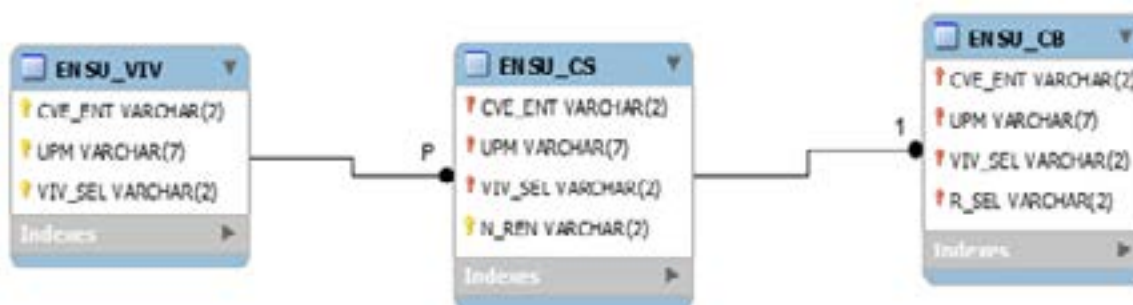 ENSU_VIV
CVE_ENT VARCHAR(2)
UPM VARCHAR(7)
VIV_SEL VARCHAR(2)
Indexes
P
ENSU_CS
CVE_ENT VARCHAR(2)
UPM VARCHAR(7)
VIV_SEL VARCHAR(2)
N_REN VARCHAR(2)
Indexes
1
ENSU_CB
CVE_ENT VARCHAR(2)
UPM VARCHAR(7)
VIV_SEL VARCHAR(2)
R_SEL VARCHAR(2)
Indexes